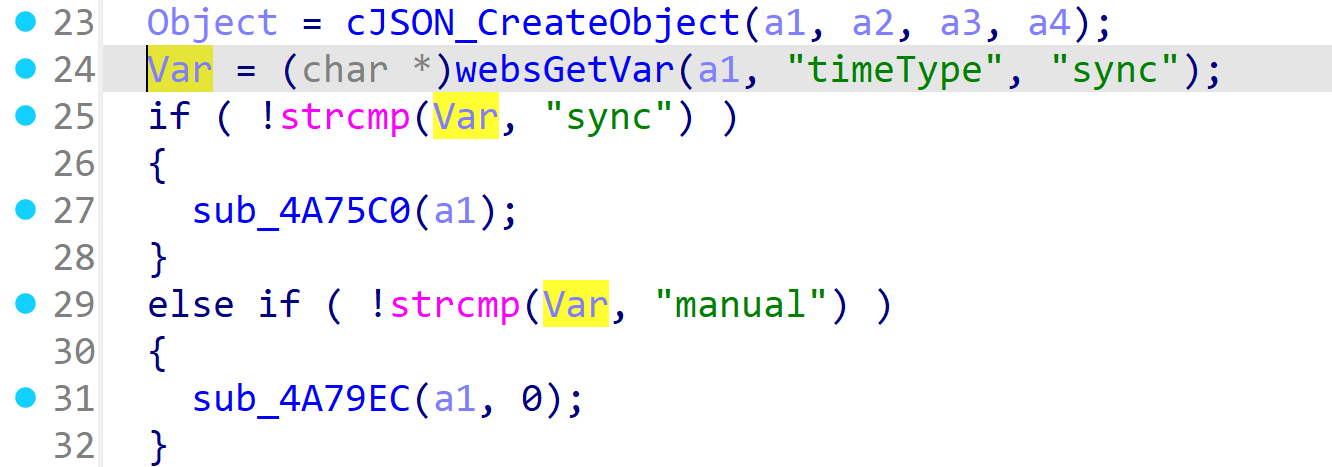 23 Object = cJSON_CreateObject(a1, a2, a3, a4);
24 Var = (char *)websGetVar(a1, "timeType", "sync");
25 if ( !strcmp(Var, "sync") )
26 {
27 sub_4A75C0(a1);
28 }
29 else if ( !strcmp(Var, "manual") )
30 {
31 sub_4A79EC(a1, 0);
32 }